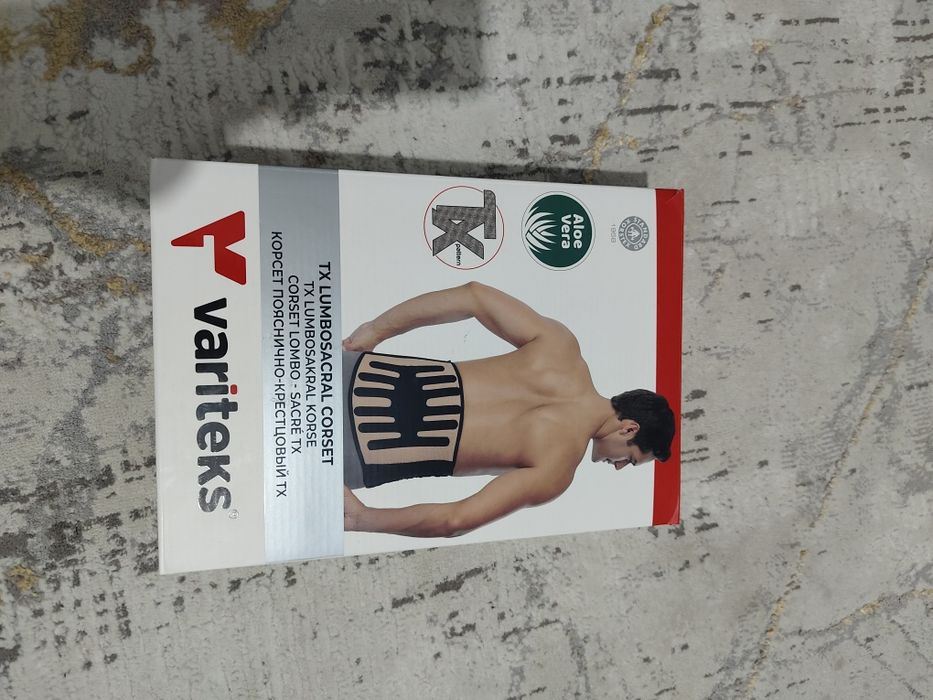 STANDARD
1958
Aloe
Vera
TX
pattern
TX LUMBOSACRAL CORSET
TX LUMBOSAKRAL KORSE
CORSET LOMBO - SACRÉ TX
КОРСЕТ ПОЯСНИЧНО-КРЕСТЦОВЫЙ TX
variteks®